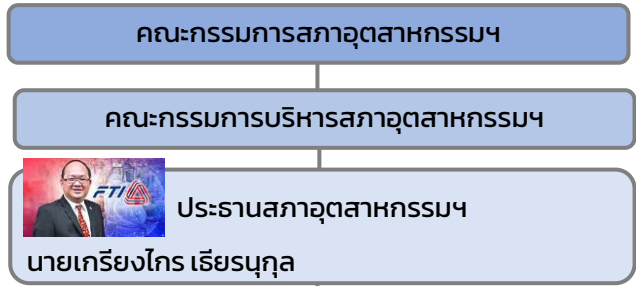 คณะกรรมการสภาอุตสาหกรรมฯ
คณะกรรมการบริหารสภาอุตสาหกรรมฯ
FTI
ประธานสภาอุตสาหกรรมฯ
นายเกรียงไกร เธียรนุกุล